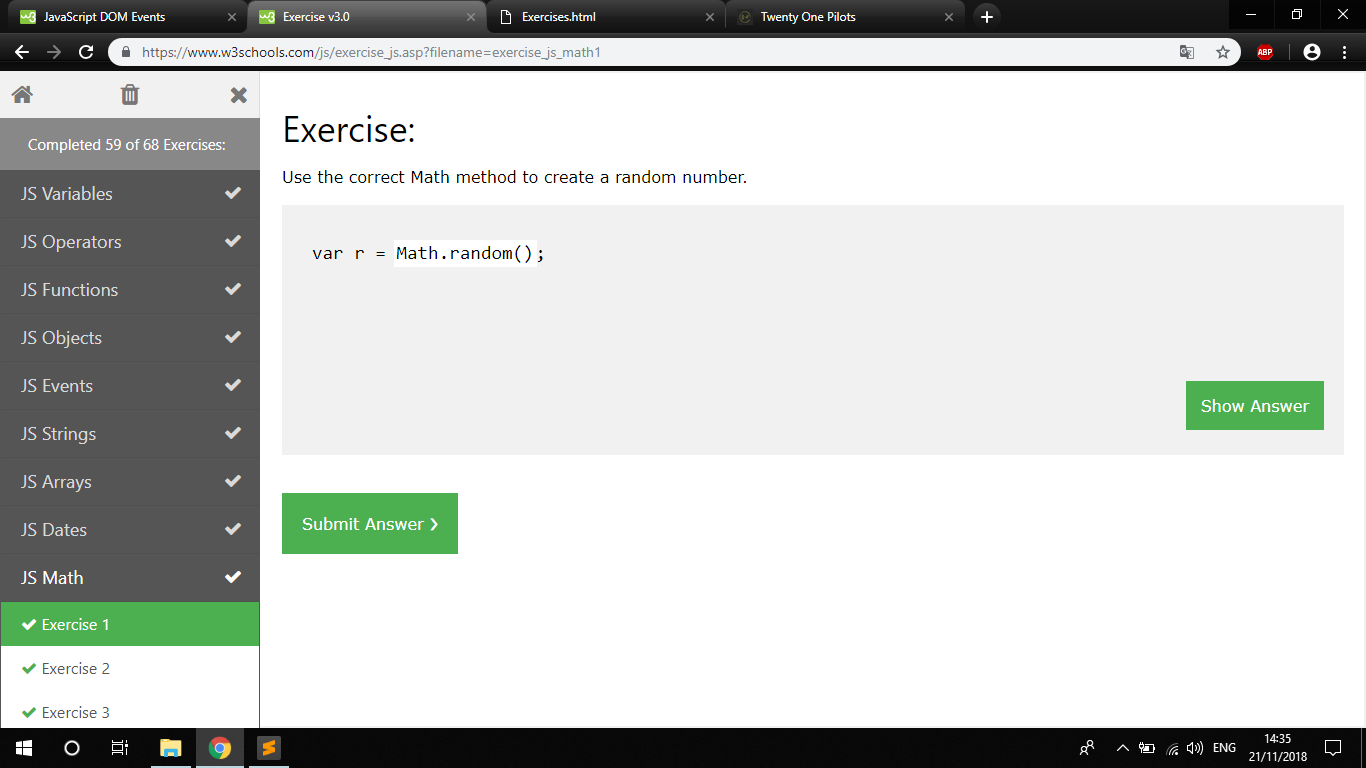 JavaScript DOM Events
Exercise v3.0
Exercises.html
Twenty One Pilots
https://www.w3schools.com/js/exercise_js.asp?filename=exercise_js_math1
ABP
Completed 59 of 68 Exercises:
JS Variables
JS Operators
JS Functions
JS Objects
JS Events
JS Strings
JS Arrays
JS Dates
JS Math
Exercise 1
Exercise 2
Exercise 3
Exercise:
Use the correct Math method to create a random number.
var r = Math.random();
Show Answer
Submit Answer ❯
ENG
14:35
21/11/2018